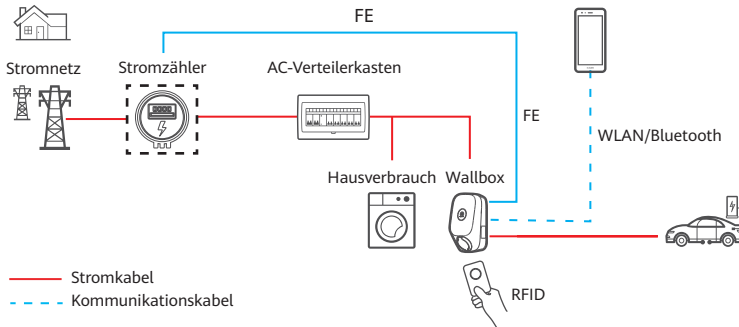 FE
Stromnetz
Stromzähler
AC-Verteilerkasten
FE
WLAN/Bluetooth
Hausverbrauch
Wallbox
Stromkabel
Kommunikationskabel
RFID